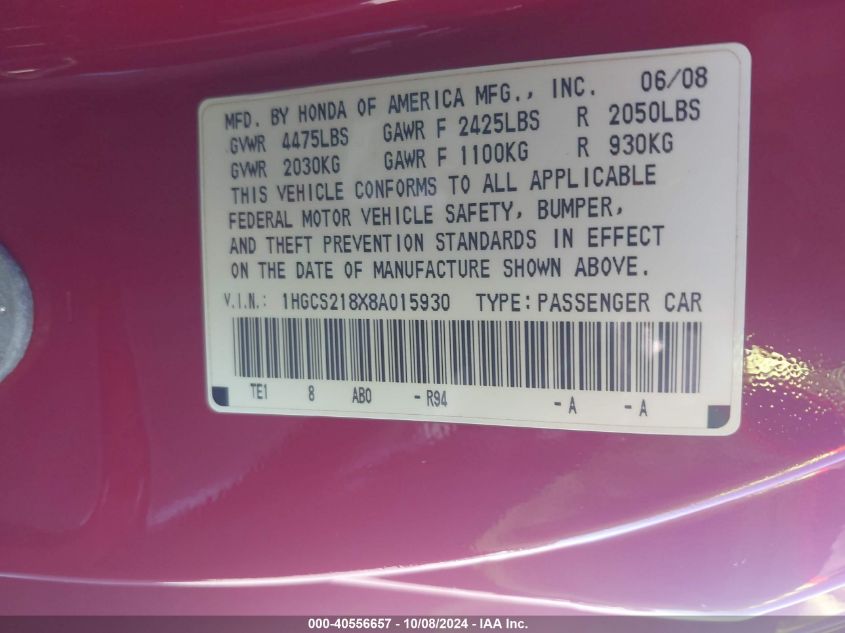 MFD. BY HONDA OF AMERICA MFG., INC. 06/08
GVWR 4475LBS GAWR F 2425LBS R 2050LBS
GVWR 2030KG GAWR F 1100KG R 930KG
THIS VEHICLE CONFORMS TO ALL APPLICABLE
FEDERAL MOTOR VEHICLE SAFETY, BUMPER,
AND THEFT PREVENTION STANDARDS IN EFFECT
ON THE DATE OF MANUFACTURE SHOWN ABOVE.
V.I.N.: 1HGCS218X8A015930 TYPE: PASSENGER CAR
TE1 8 AB0 - R94 - A - A
000-40556657 - 10/08/2024 - IAA Inc.